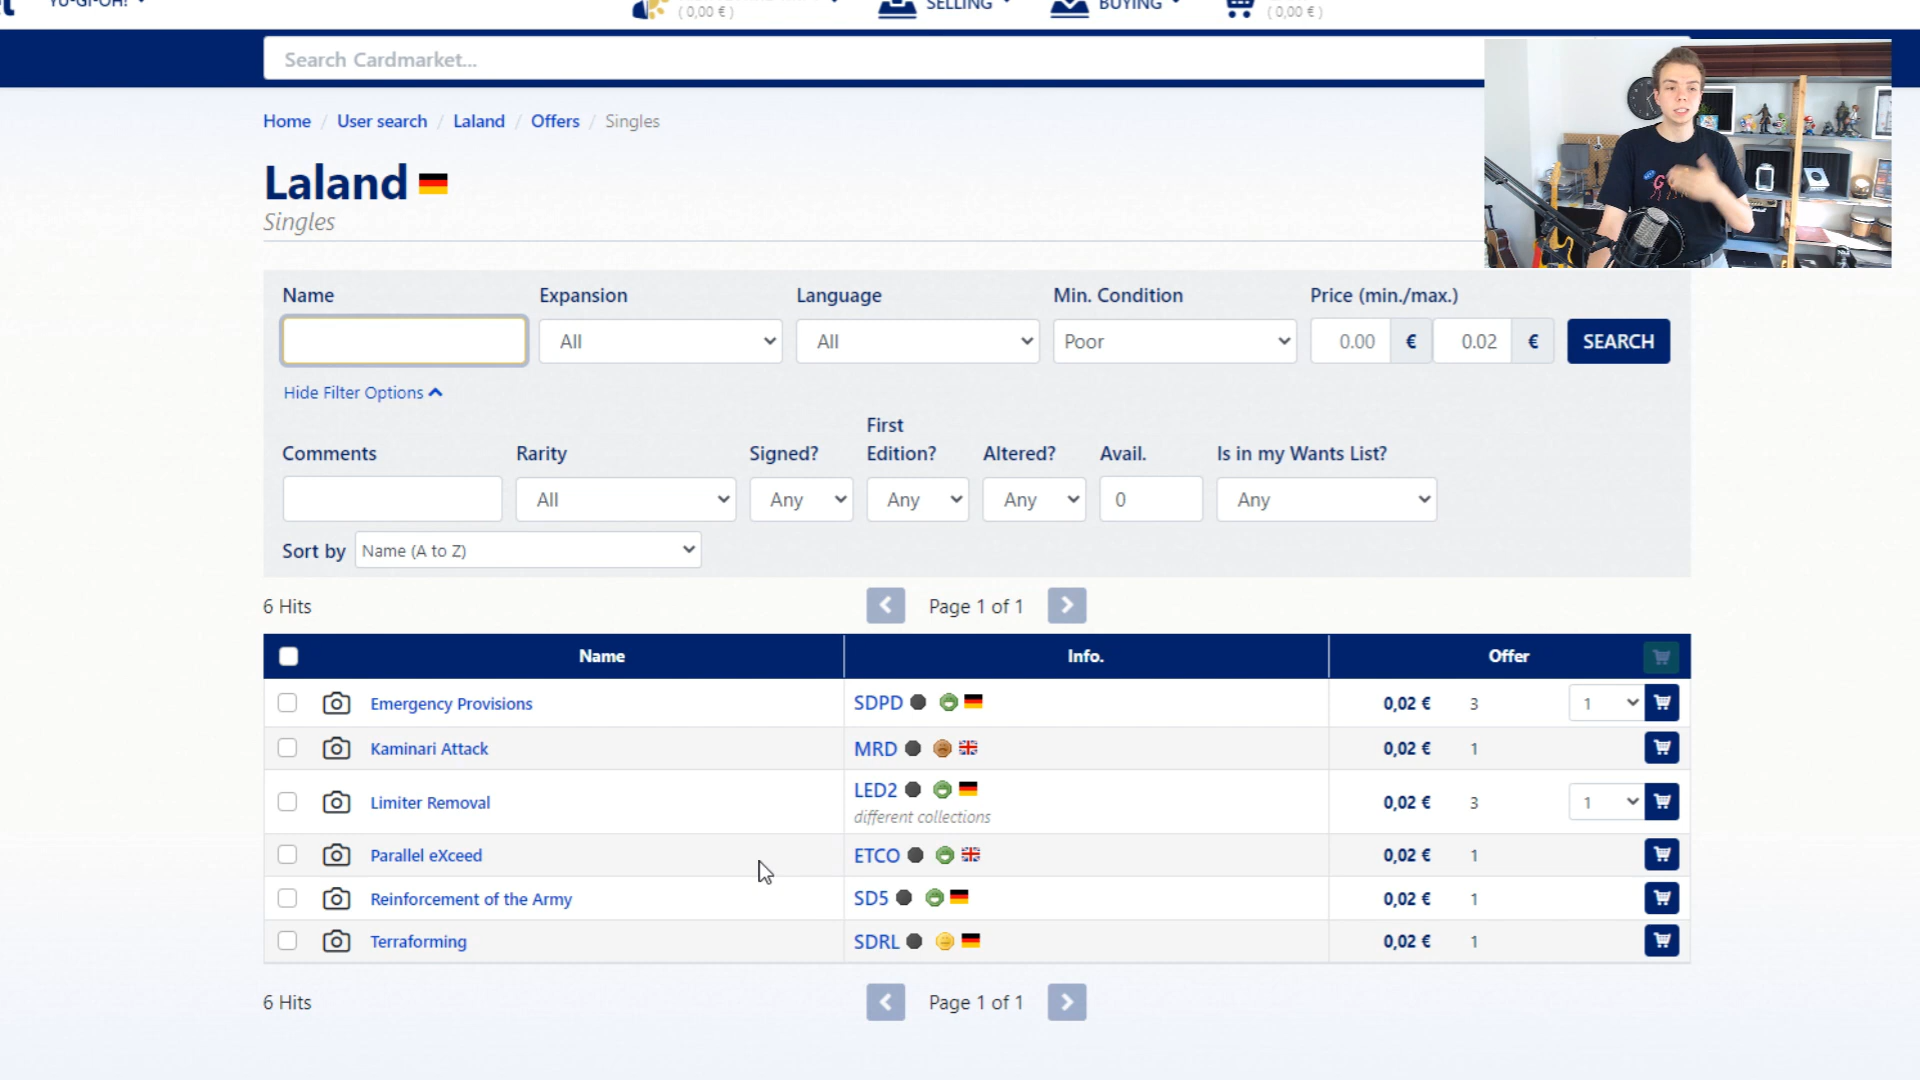 YU-GI-OH!
( 0,00 € )
SELLING
BUYING
( 0,00 € )
Search Cardmarket...
Home / User search / Laland / Offers / Singles
Laland
Singles
Name Expansion Language Min. Condition Price (min./max.)
All All Poor 0.00 € 0.02 € SEARCH
Hide Filter Options
Comments Rarity Signed? First Edition? Altered? Avail. Is in my Wants List?
All Any Any Any 0 Any
Sort by Name (A to Z)
6 Hits Page 1 of 1
Name Info. Offer
Emergency Provisions SDPD 0,02 € 3 1
Kaminari Attack MRD 0,02 € 1
Limiter Removal LED2 0,02 € 3 1
different collections
Parallel eXceed ETCO 0,02 € 1
Reinforcement of the Army SD5 0,02 € 1
Terraforming SDRL 0,02 € 1
6 Hits Page 1 of 1